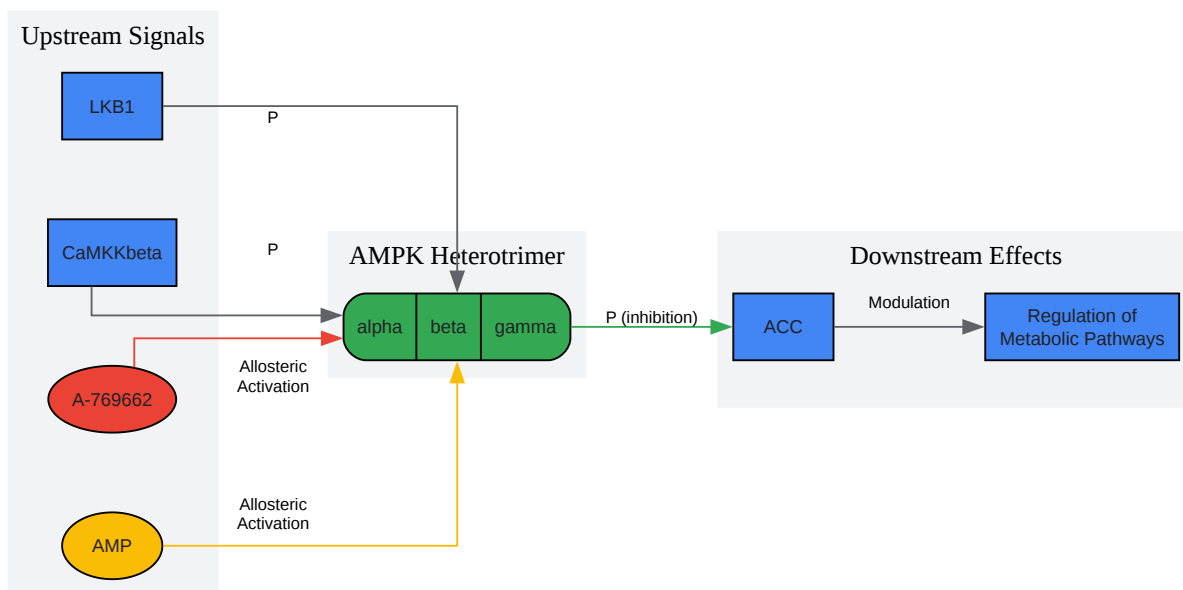 Upstream Signals
LKB1
P
CaMKKbeta
P
AMPK Heterotrimer
Downstream Effects
alpha
beta
gamma
P (inhibition)
ACC
Modulation
Regulation of
Metabolic Pathways
Allosteric
Activation
A-769662
Allosteric
Activation
AMP